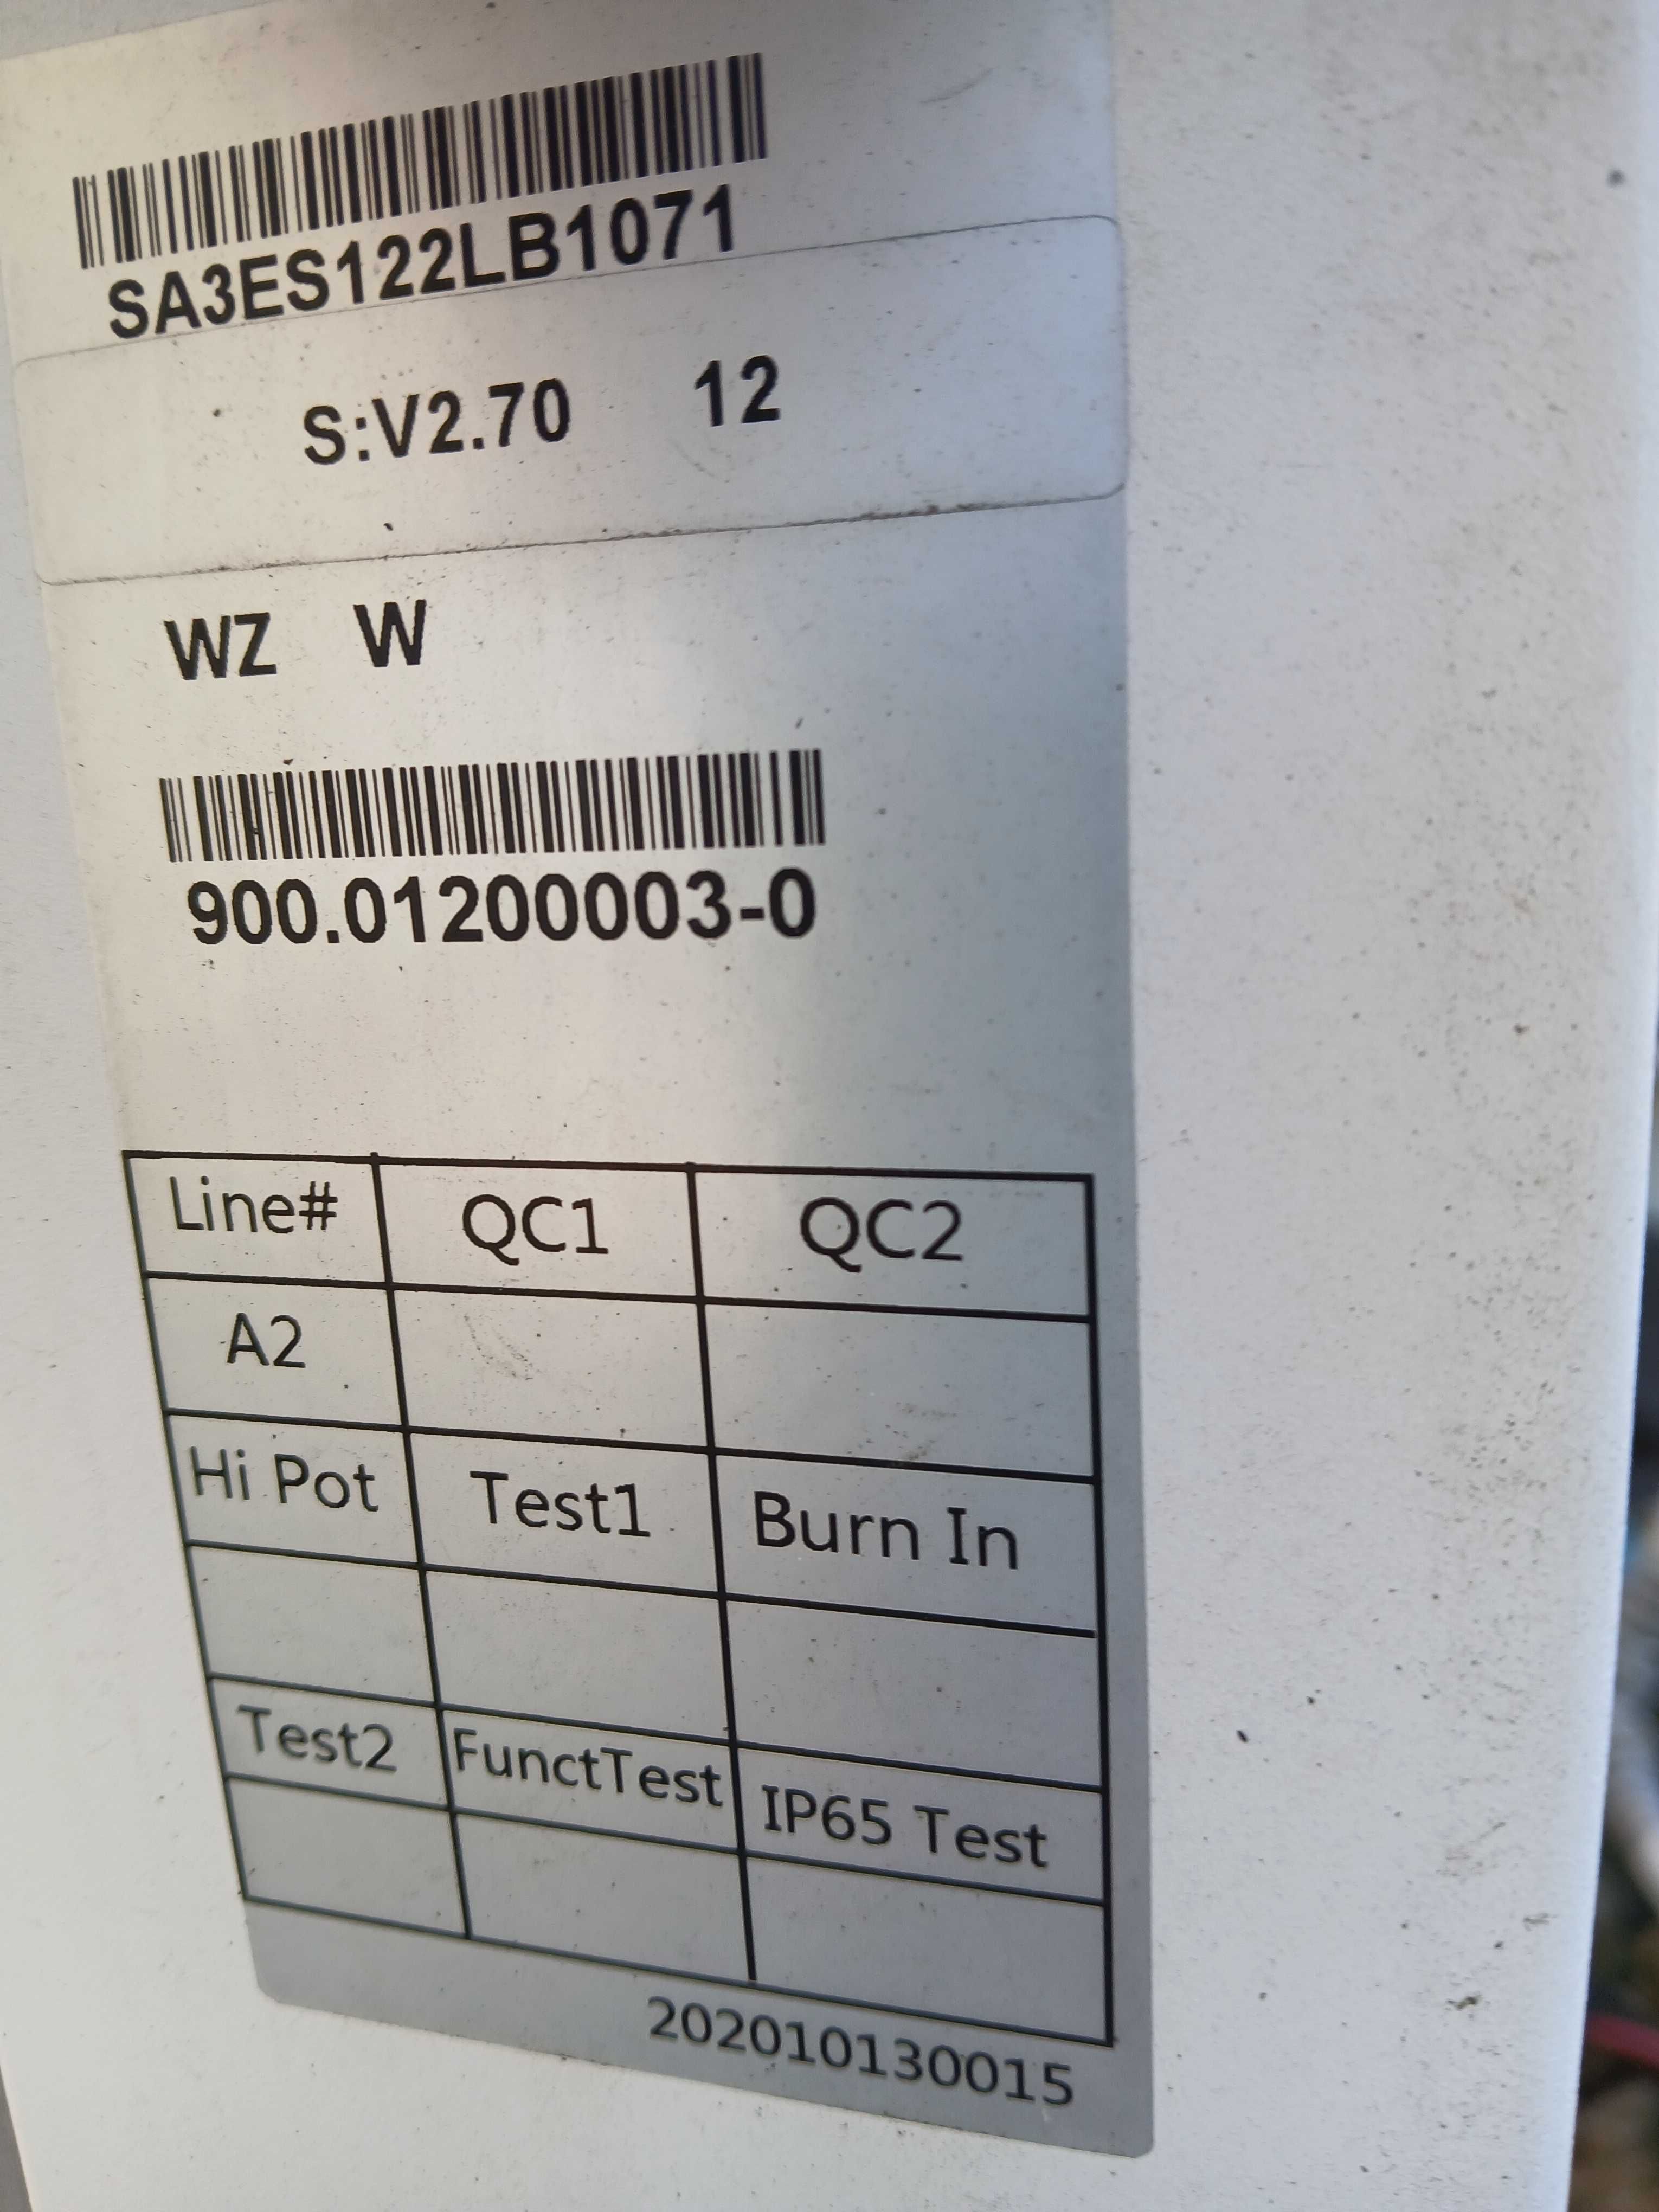 SA3ES122LB1071
S:V2.70 12
WZ W
900.01200003-0
Line# QC1 QC2
A2
Hi Pot Test1 Burn In
Test2 FunctTest IP65 Test
202010130015